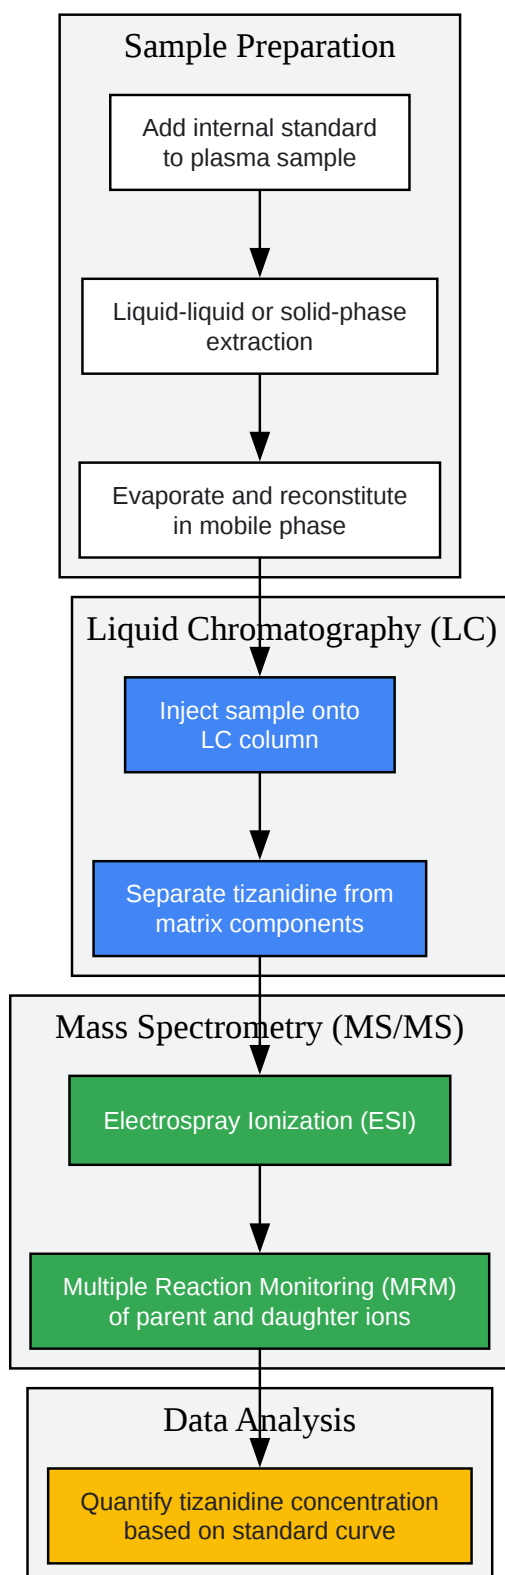 Sample Preparation
Add internal standard
to plasma sample
Liquid-liquid or solid-phase
extraction
Evaporate and reconstitute
in mobile phase
Liquid Chromatography (LC)
Inject sample onto
LC column
Separate tizanidine from
matrix components
Mass Spectrometry (MS/MS)
Electrospray Ionization (ESI)
Multiple Reaction Monitoring (MRM)
of parent and daughter ions
Data Analysis
Quantify tizanidine concentration
based on standard curve